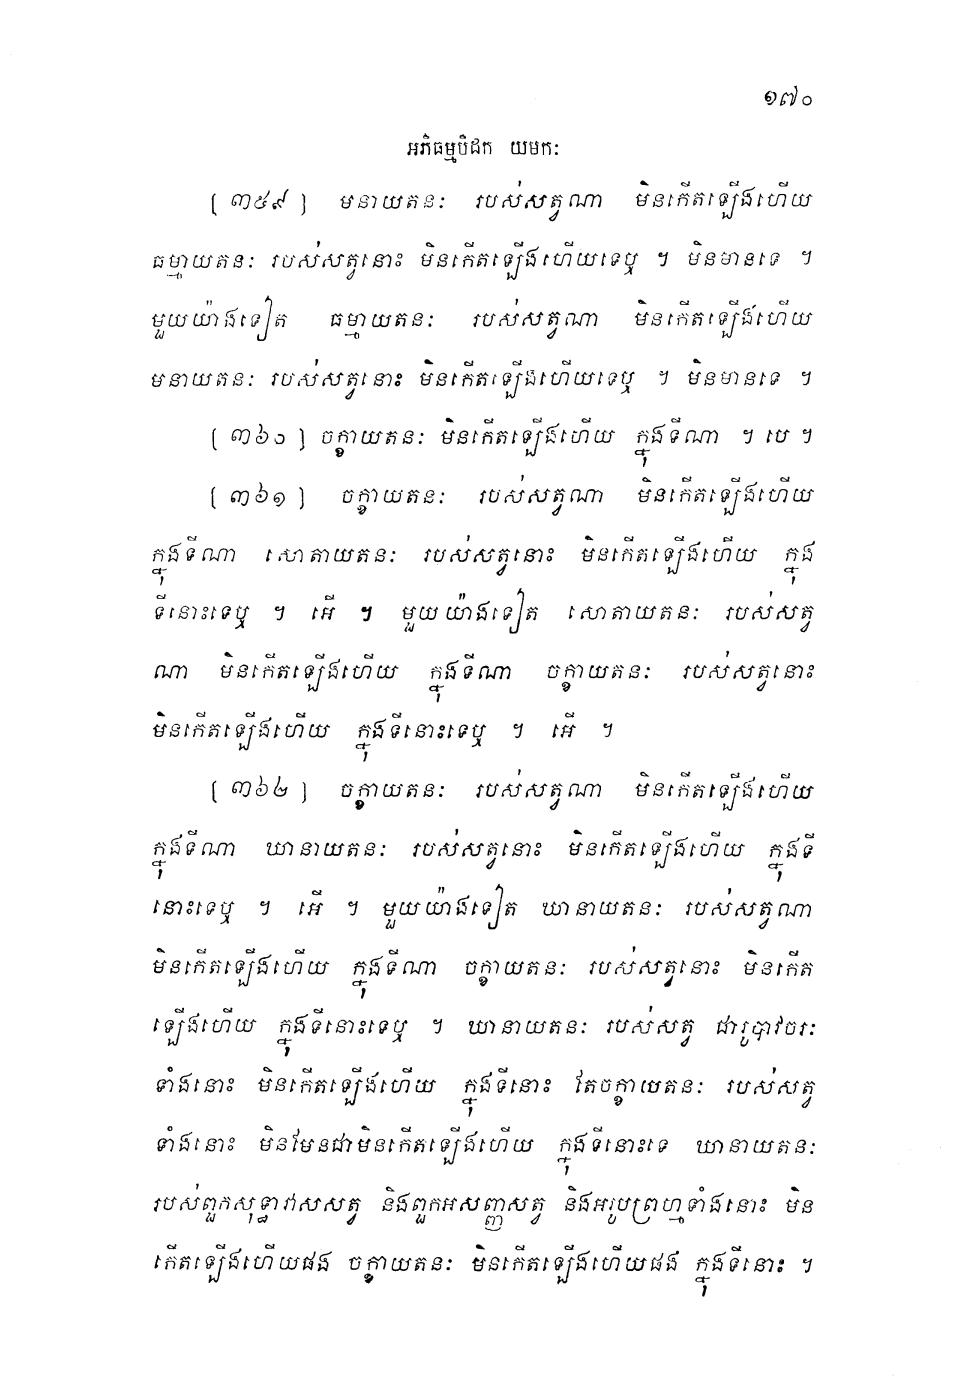 ១៧០
អភិធម្មបិដក យមកៈ
[ ៣៥៩ ] មនាយតនៈ របស់សត្វណា មិនកើតឡើងហើយ
ធម្មាយតនៈ របស់សត្វនោះ មិនកើតឡើងហើយទេឬ ។ មិនមានទេ ។
មួយយ៉ាងទៀត ធម្មាយតនៈ របស់សត្វណា មិនកើតឡើងហើយ
មនាយតនៈ របស់សត្វនោះ មិនកើតឡើងហើយទេឬ ។ មិនមានទេ ។
[ ៣៦០ ] ចក្ខាយតនៈ មិនកើតឡើងហើយ ក្នុងទីណា ។ បេ ។
[ ៣៦១ ] ចក្ខាយតនៈ របស់សត្វណា មិនកើតឡើងហើយ
ក្នុងទីណា សោតាយតនៈ របស់សត្វនោះ មិនកើតឡើងហើយ ក្នុង
ទីនោះទេឬ ។ អើ ។ មួយយ៉ាងទៀត សោតាយតនៈ របស់សត្វ
ណា មិនកើតឡើងហើយ ក្នុងទីណា ចក្ខាយតនៈ របស់សត្វនោះ
មិនកើតឡើងហើយ ក្នុងទីនោះទេឬ ។ អើ ។
[ ៣៦២ ] ចក្ខាយតនៈ របស់សត្វណា មិនកើតឡើងហើយ
ក្នុងទីណា ឃានាយតនៈ របស់សត្វនោះ មិនកើតឡើងហើយ ក្នុងទី
នោះទេឬ ។ អើ ។ មួយយ៉ាងទៀត ឃានាយតនៈ របស់សត្វណា
មិនកើតឡើងហើយ ក្នុងទីណា ចក្ខាយតនៈ របស់សត្វនោះ មិនកើត
ឡើងហើយ ក្នុងទីនោះទេឬ ។ ឃានាយតនៈ របស់សត្វ ជារូបាវចរៈ
ទាំងនោះ មិនកើតឡើងហើយ ក្នុងទីនោះ តែចក្ខាយតនៈ របស់សត្វ
ទាំងនោះ មិនមែនជាមិនកើតឡើងហើយ ក្នុងទីនោះទេ ឃានាយតនៈ
របស់ពួកសុទ្ធាវាសសត្វ និងពួកអសញ្ញសត្វ និងអរូបព្រហ្មទាំងនោះ មិន
កើតឡើងហើយផង ចក្ខាយតនៈ មិនកើតឡើងហើយផង ក្នុងទីនោះ ។